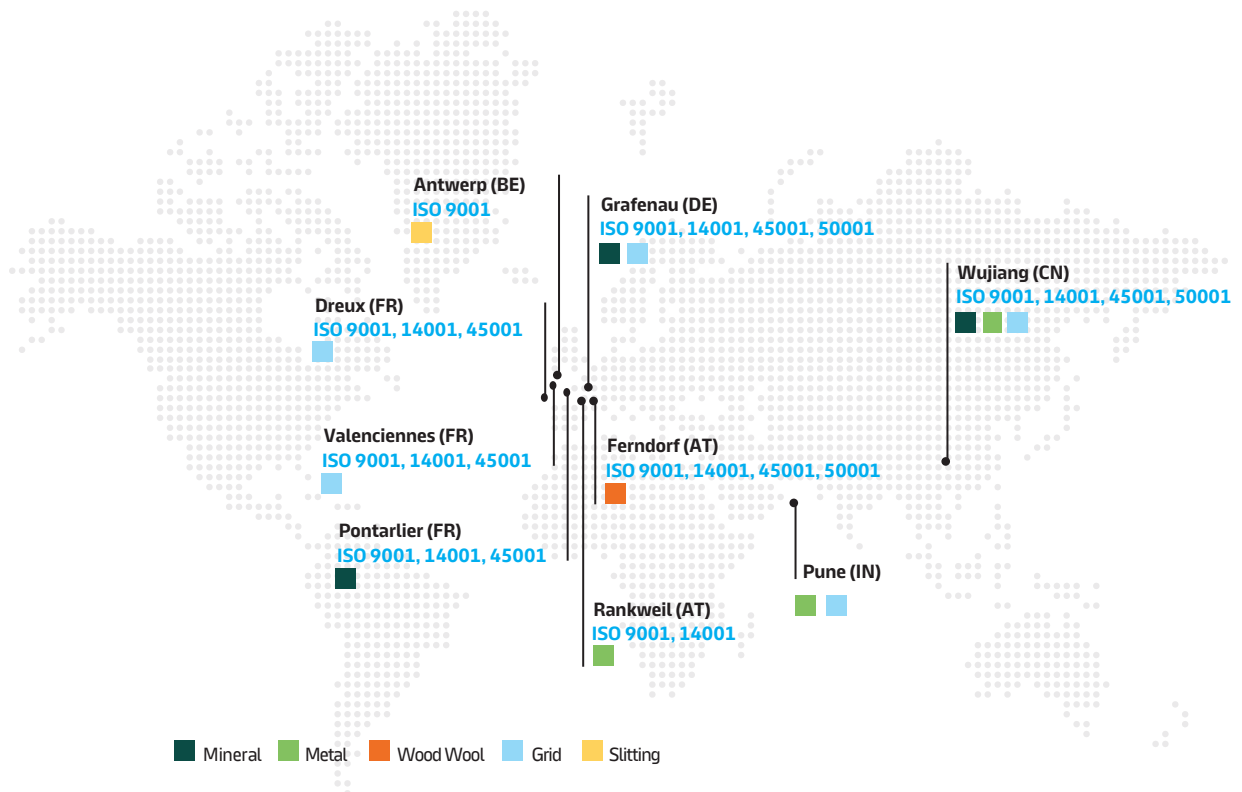 Antwerp (BE)
ISO 9001
Grafenau (DE)
ISO 9001, 14001, 45001, 50001
Wujiang (CN)
ISO 9001, 14001, 45001, 50001
Dreux (FR)
ISO 9001, 14001, 45001
Valenciennes (FR)
ISO 9001, 14001, 45001
Ferndorf (AT)
ISO 9001, 14001, 45001, 50001
Pontarlier (FR)
ISO 9001, 14001, 45001
Pune (IN)
Rankweil (AT)
ISO 9001, 14001
Mineral Metal Wood Wool Grid Slitting